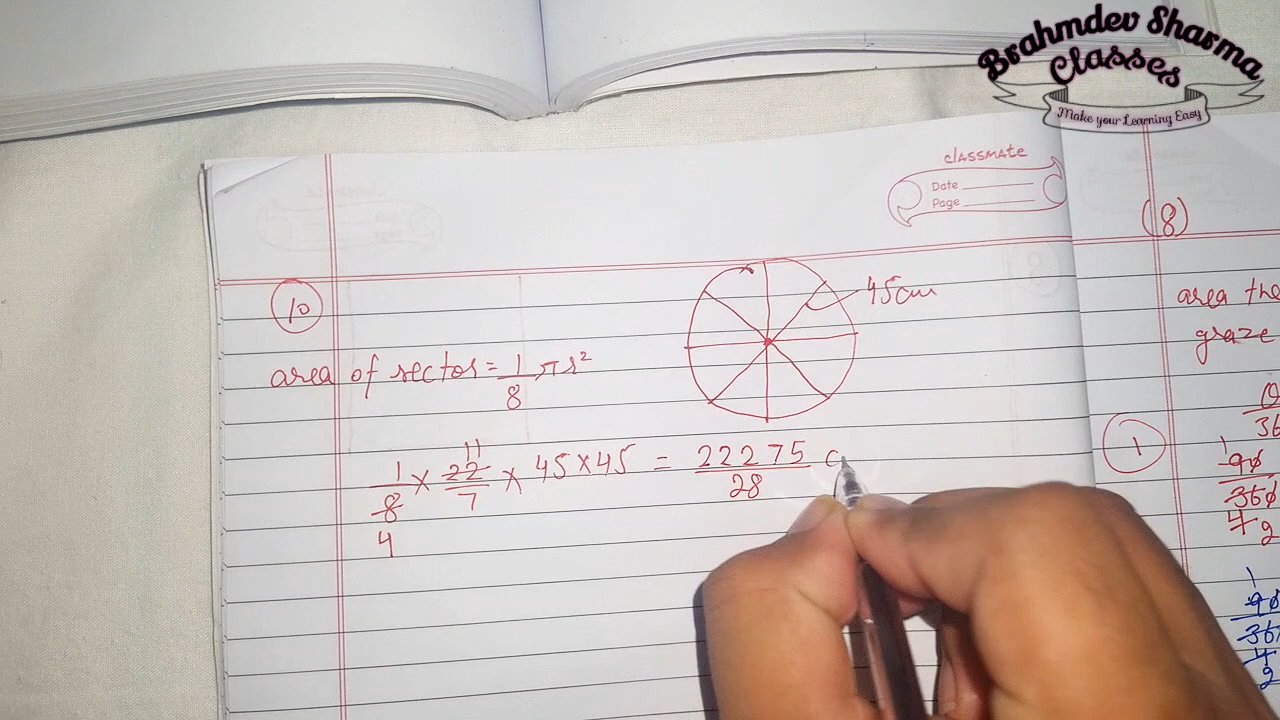 Brahmdev Sharma
Classes
Make your Learning Easy
classmate
Date
Page
(8)
10
45cm
area of sector = 1/8 πr²
1/8 × 22/7 × 45 × 45 = 22275/28 c
11
4
area the
graze
1